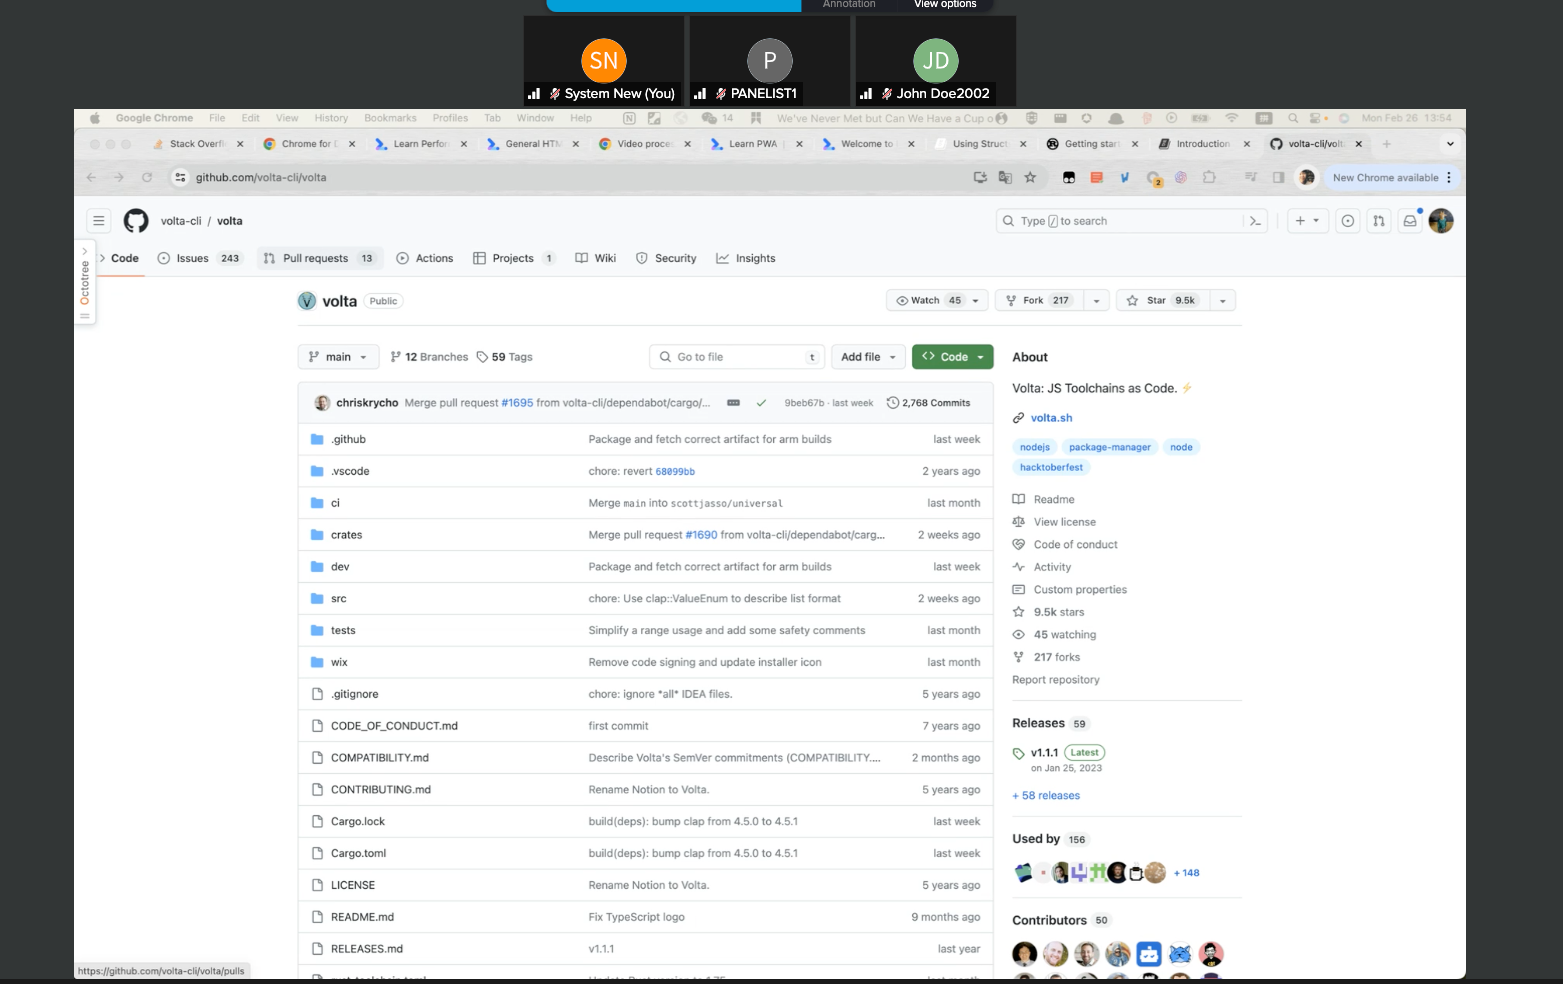 Annotation View options
SN P JD
System New (You) PANELIST1 John Doe2002
Google Chrome File Edit View History Bookmarks Profiles Tab Window Help 14 We've Never Met but Can We Have a Cup o Mon Feb 26 13:54
Stack Overfl Chrome for D Learn Perfor General HTM Video proces Learn PWA Welcome to Using Struct Getting start Introduction volta-cli/volt
github.com/volta-cli/volta 2 New Chrome available
volta-cli / volta Type / to search
Octotree
Code Issues 243 Pull requests 13 Actions Projects 1 Wiki Security Insights
volta Public Watch 45 Fork 217 Star 9.5k
main 12 Branches 59 Tags Go to file t Add file Code
chriskrycho Merge pull request #1695 from volta-cli/dependabot/cargo/... 9beb67b · last week 2,768 Commits
.github Package and fetch correct artifact for arm builds last week
.vscode chore: revert 68099bb 2 years ago
ci Merge main into scottjasso/universal last month
crates Merge pull request #1690 from volta-cli/dependabot/carg... 2 weeks ago
dev Package and fetch correct artifact for arm builds last week
src chore: Use clap::ValueEnum to describe list format 2 weeks ago
tests Simplify a range usage and add some safety comments last month
wix Remove code signing and update installer icon last month
.gitignore chore: ignore *all* IDEA files. 5 years ago
CODE_OF_CONDUCT.md first commit 7 years ago
COMPATIBILITY.md Describe Volta's SemVer commitments (COMPATIBILITY.... 2 months ago
CONTRIBUTING.md Rename Notion to Volta. 5 years ago
Cargo.lock build(deps): bump clap from 4.5.0 to 4.5.1 last week
Cargo.toml build(deps): bump clap from 4.5.0 to 4.5.1 last week
LICENSE Rename Notion to Volta. 5 years ago
README.md Fix TypeScript logo 9 months ago
RELEASES.md v1.1.1 last year
About
Volta: JS Toolchains as Code. ⚡
volta.sh
nodejs package-manager node
hacktoberfest
Readme
View license
Code of conduct
Activity
Custom properties
9.5k stars
45 watching
217 forks
Report repository
Releases 59
v1.1.1 Latest
on Jan 25, 2023
+ 58 releases
Used by 156
+ 148
Contributors 50
https://github.com/volta-cli/volta/pulls